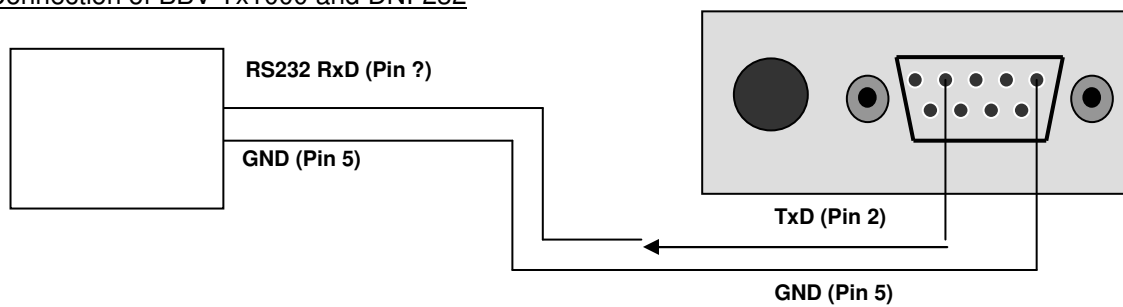 RS232 RxD (Pin ?)
GND (Pin 5)
TxD (Pin 2)
GND (Pin 5)